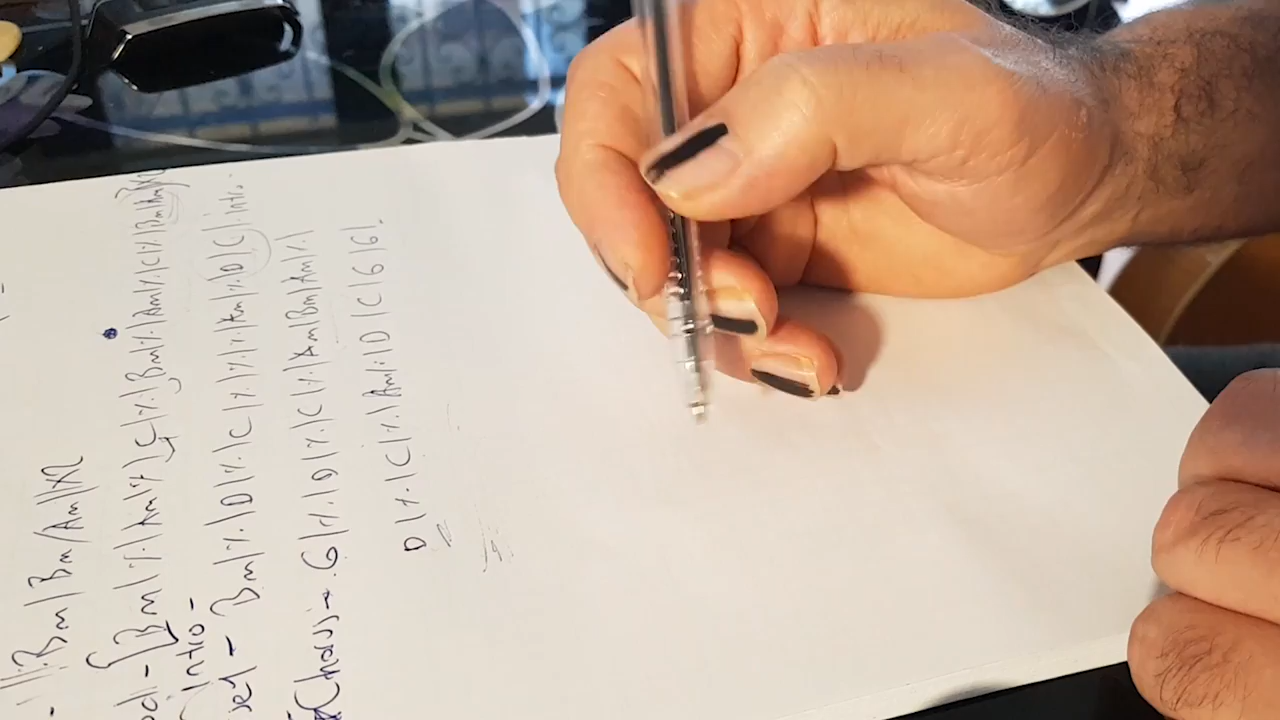 |Bm|Bm/Am||X2
{Bm|٪|Am|٪|C|٪|Bm|٪|Am|٪|C|٪|Bm|Am|X2
intro -
- Bm|٪|D|٪|C|٪|٪|Am|٪|D|C|intro-
Chorus → G|٪|D|٪|C|٪|Am|Bm|Am|٪|
D|٪|C|٪|Am|٪|D|C|G|G|